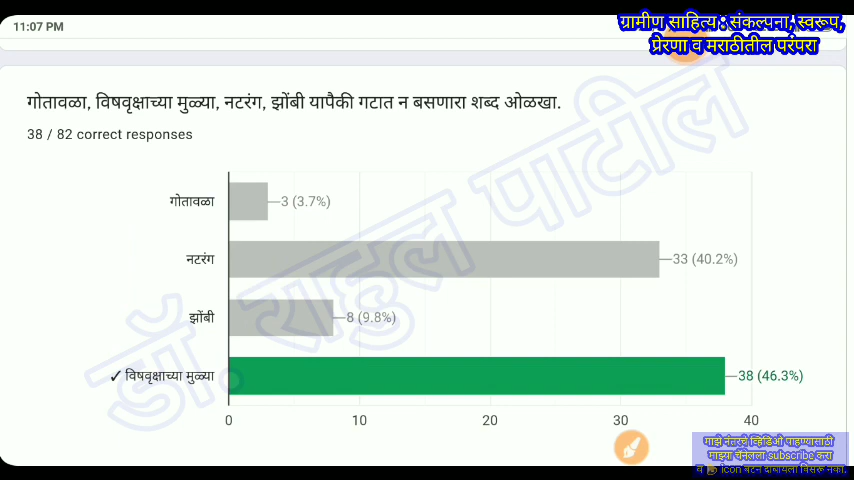 11:07 PM
ग्रामीण साहित्य : संकल्पना, स्वरूप,
प्रेरणा व मराठीतील परंपरा
गोतावळा, विषवृक्षाच्या मुळ्या, नटरंग, झोंबी यापैकी गटात न बसणारा शब्द ओळखा.
38 / 82 correct responses
गोतावळा
3 (3.7%)
नटरंग
33 (40.2%)
झोंबी
8 (9.8%)
✓ विषवृक्षाच्या मुळ्या
38 (46.3%)
0 10 20 30 40
डॉ. राहुल पाटील
माझे नंतरचे व्हिडिओ पाहण्यासाठी
माझ्या चॅनेलला subscribe करा
व icon बटन दाबायला विसरू नका.